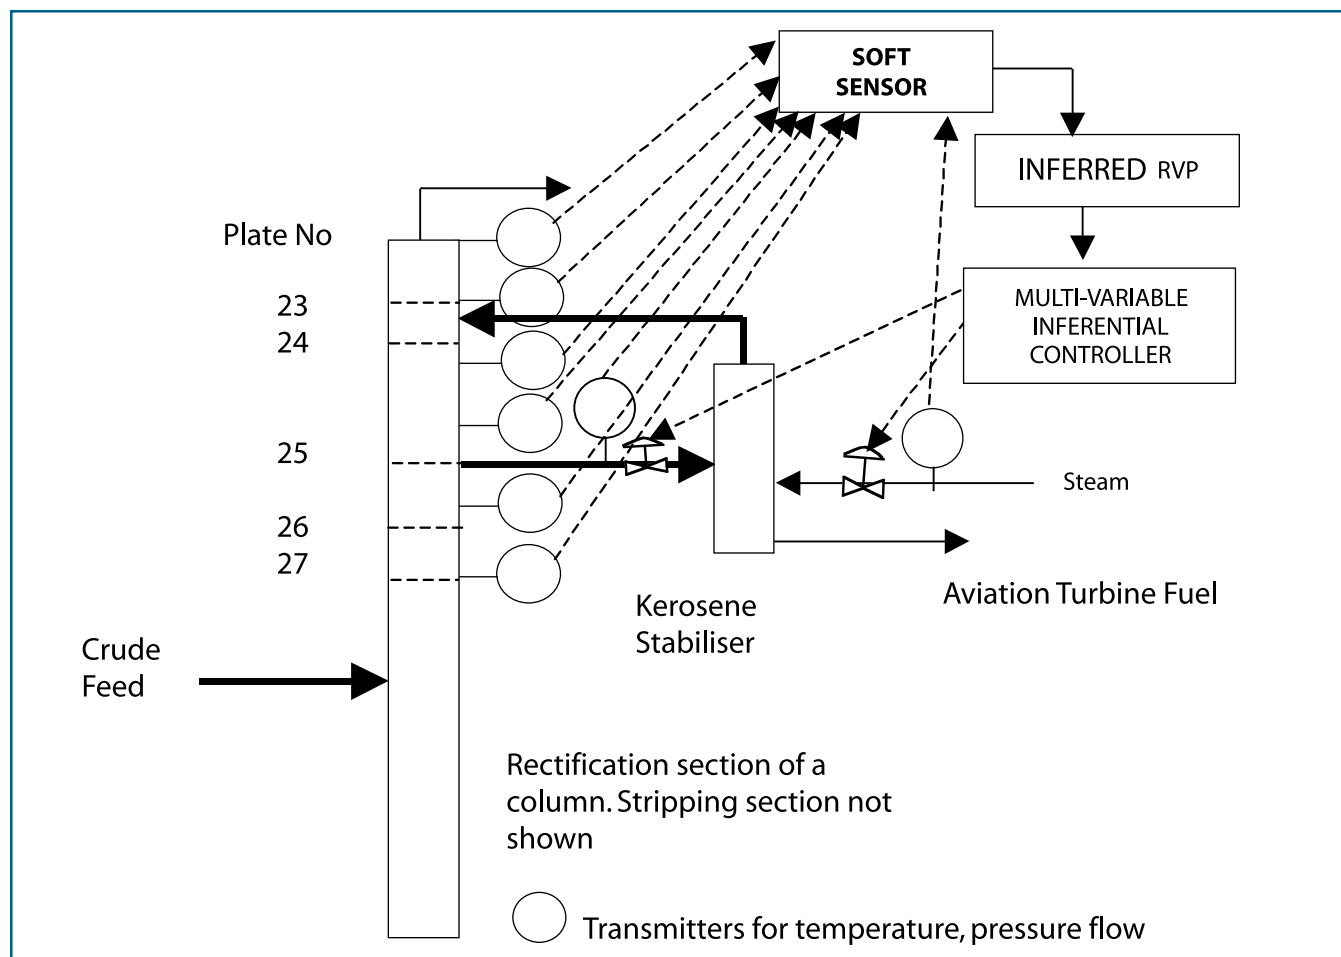 SOFT
SENSOR
INFERRED RVP
Plate No
MULTI-VARIABLE
INFERENTIAL
CONTROLLER
23
24
25
26
27
Steam
Aviation Turbine Fuel
Kerosene
Stabiliser
Crude
Feed
Rectification section of a
column. Stripping section not
shown
Transmitters for temperature, pressure flow